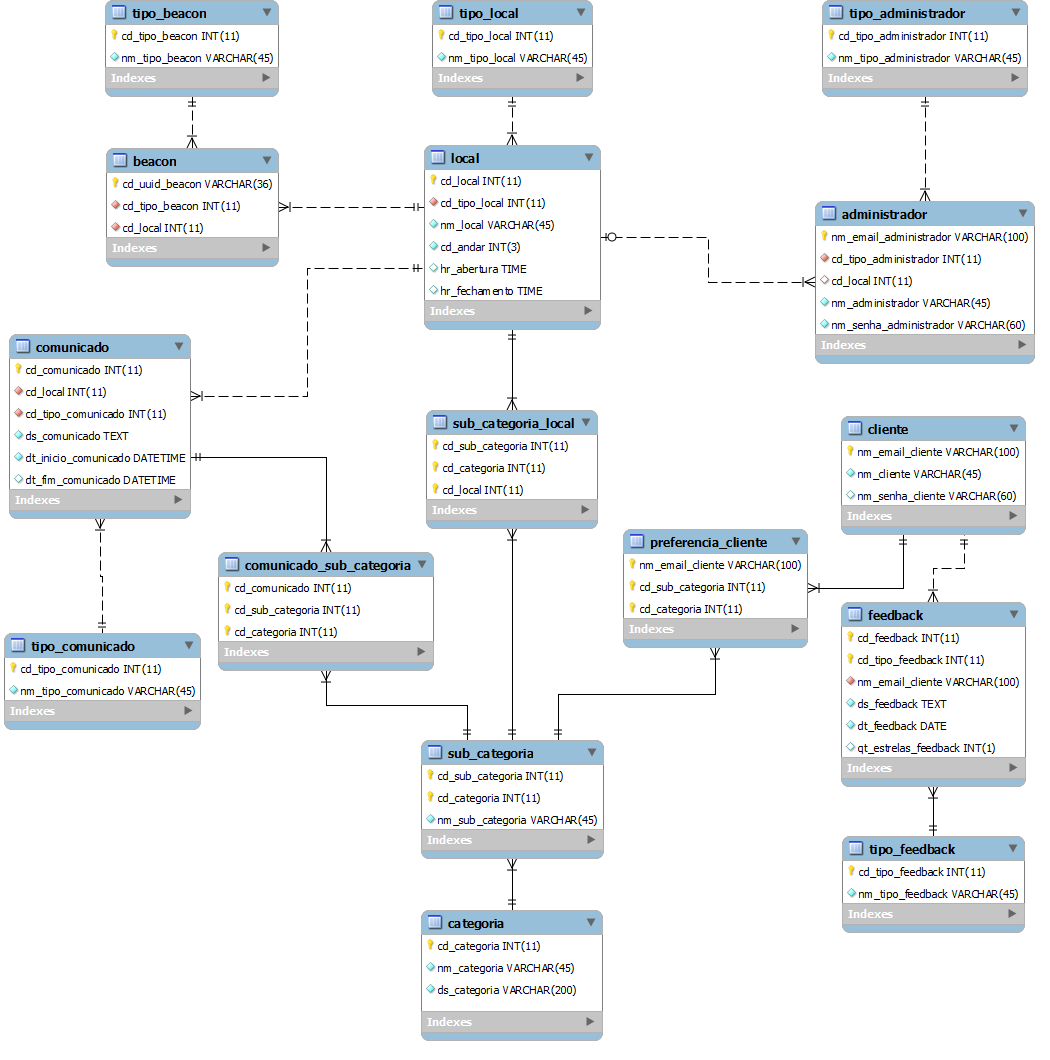 tipo_beacon
cd_tipo_beacon INT(11)
nm_tipo_beacon VARCHAR(45)
Indexes
tipo_local
cd_tipo_local INT(11)
nm_tipo_local VARCHAR(45)
Indexes
tipo_administrador
cd_tipo_administrador INT(11)
nm_tipo_administrador VARCHAR(45)
Indexes
beacon
cd_uuid_beacon VARCHAR(36)
cd_tipo_beacon INT(11)
cd_local INT(11)
Indexes
local
cd_local INT(11)
cd_tipo_local INT(11)
nm_local VARCHAR(45)
cd_andar INT(3)
hr_abertura TIME
hr_fechamento TIME
Indexes
administrador
nm_email_administrador VARCHAR(100)
cd_tipo_administrador INT(11)
cd_local INT(11)
nm_administrador VARCHAR(45)
nm_senha_administrador VARCHAR(60)
Indexes
comunicado
cd_comunicado INT(11)
cd_local INT(11)
cd_tipo_comunicado INT(11)
ds_comunicado TEXT
dt_inicio_comunicado DATETIME
dt_fim_comunicado DATETIME
Indexes
sub_categoria_local
cd_sub_categoria INT(11)
cd_categoria INT(11)
cd_local INT(11)
Indexes
cliente
nm_email_cliente VARCHAR(100)
nm_cliente VARCHAR(45)
nm_senha_cliente VARCHAR(60)
Indexes
comunicado_sub_categoria
cd_comunicado INT(11)
cd_sub_categoria INT(11)
cd_categoria INT(11)
Indexes
preferencia_cliente
nm_email_cliente VARCHAR(100)
cd_sub_categoria INT(11)
cd_categoria INT(11)
Indexes
feedback
cd_feedback INT(11)
cd_tipo_feedback INT(11)
nm_email_cliente VARCHAR(100)
ds_feedback TEXT
dt_feedback DATE
qt_estrelas_feedback INT(1)
Indexes
tipo_comunicado
cd_tipo_comunicado INT(11)
nm_tipo_comunicado VARCHAR(45)
Indexes
sub_categoria
cd_sub_categoria INT(11)
cd_categoria INT(11)
nm_sub_categoria VARCHAR(45)
Indexes
tipo_feedback
cd_tipo_feedback INT(11)
nm_tipo_feedback VARCHAR(45)
Indexes
categoria
cd_categoria INT(11)
nm_categoria VARCHAR(45)
ds_categoria VARCHAR(200)
Indexes